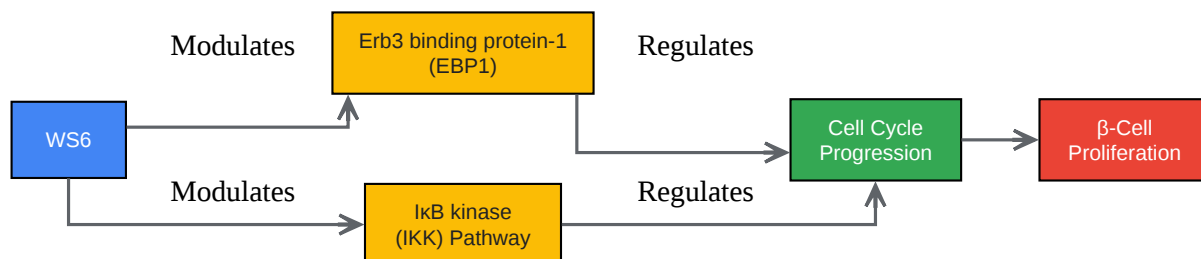 Modulates
Erb3 binding protein-1
(EBP1)
Regulates
WS6
Cell Cycle
Progression
β-Cell
Proliferation
Modulates
IκB kinase
(IKK) Pathway
Regulates